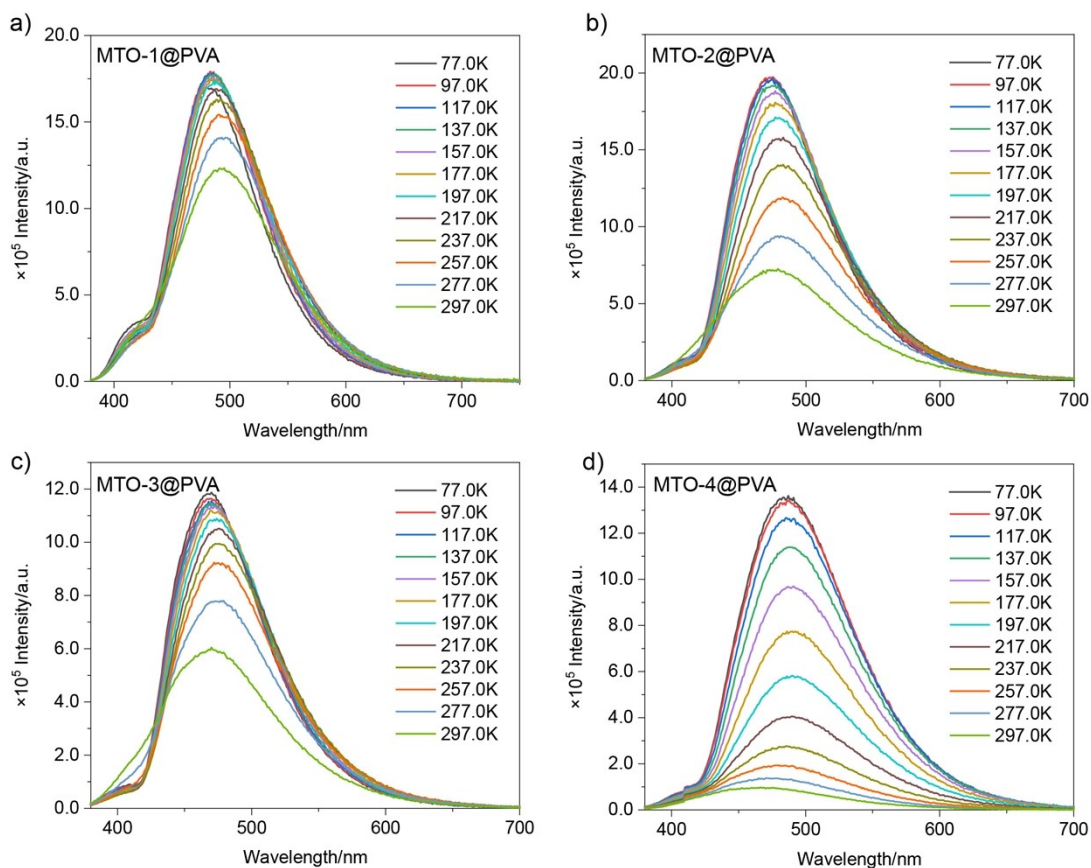 a)
MTO-1@PVA
20.0
15.0
10.0
5.0
0.0
×10⁵ Intensity/a.u.
400
500
600
700
Wavelength/nm
77.0K
97.0K
117.0K
137.0K
157.0K
177.0K
197.0K
217.0K
237.0K
257.0K
277.0K
297.0K
b)
MTO-2@PVA
20.0
15.0
10.0
5.0
0.0
×10⁵ Intensity/a.u.
400
500
600
700
Wavelength/nm
77.0K
97.0K
117.0K
137.0K
157.0K
177.0K
197.0K
217.0K
237.0K
257.0K
277.0K
297.0K
c)
MTO-3@PVA
12.0
10.0
8.0
6.0
4.0
2.0
0.0
×10⁵ Intensity/a.u.
400
500
600
700
Wavelength/nm
77.0K
97.0K
117.0K
137.0K
157.0K
177.0K
197.0K
217.0K
237.0K
257.0K
277.0K
297.0K
d)
MTO-4@PVA
14.0
12.0
10.0
8.0
6.0
4.0
2.0
0.0
×10⁵ Intensity/a.u.
400
500
600
700
Wavelength/nm
77.0K
97.0K
117.0K
137.0K
157.0K
177.0K
197.0K
217.0K
237.0K
257.0K
277.0K
297.0K